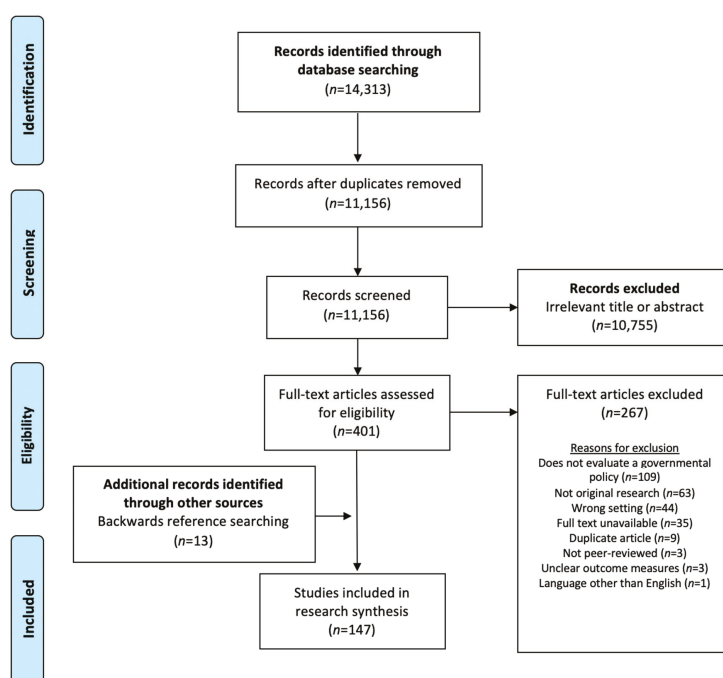 Identification
Records identified through
database searching
(n=14,313)
Records after duplicates removed
(n=11,156)
Screening
Records screened
(n=11,156)
Records excluded
Irrelevant title or abstract
(n=10,755)
Eligibility
Full-text articles assessed
for eligibility
(n=401)
Full-text articles excluded
(n=267)
Reasons for exclusion
Does not evaluate a governmental
policy (n=109)
Not original research (n=63)
Wrong setting (n=44)
Full text unavailable (n=35)
Duplicate article (n=9)
Not peer-reviewed (n=3)
Unclear outcome measures (n=3)
Language other than English (n=1)
Additional records identified
through other sources
Backwards reference searching
(n=13)
Included
Studies included in
research synthesis
(n=147)